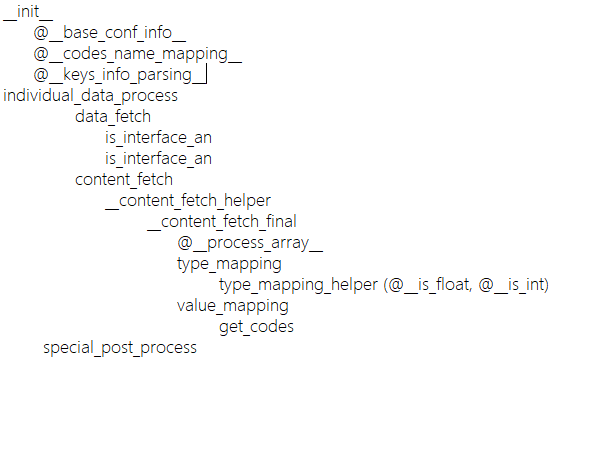 __init__
@__base_conf_info__
@__codes_name_mapping__
@__keys_info_parsing__
individual_data_process
data_fetch
is_interface_an
is_interface_an
content_fetch
__content_fetch_helper
__content_fetch_final
@__process_array__
type_mapping
type_mapping_helper (@__is_float, @__is_int)
value_mapping
get_codes
special_post_process